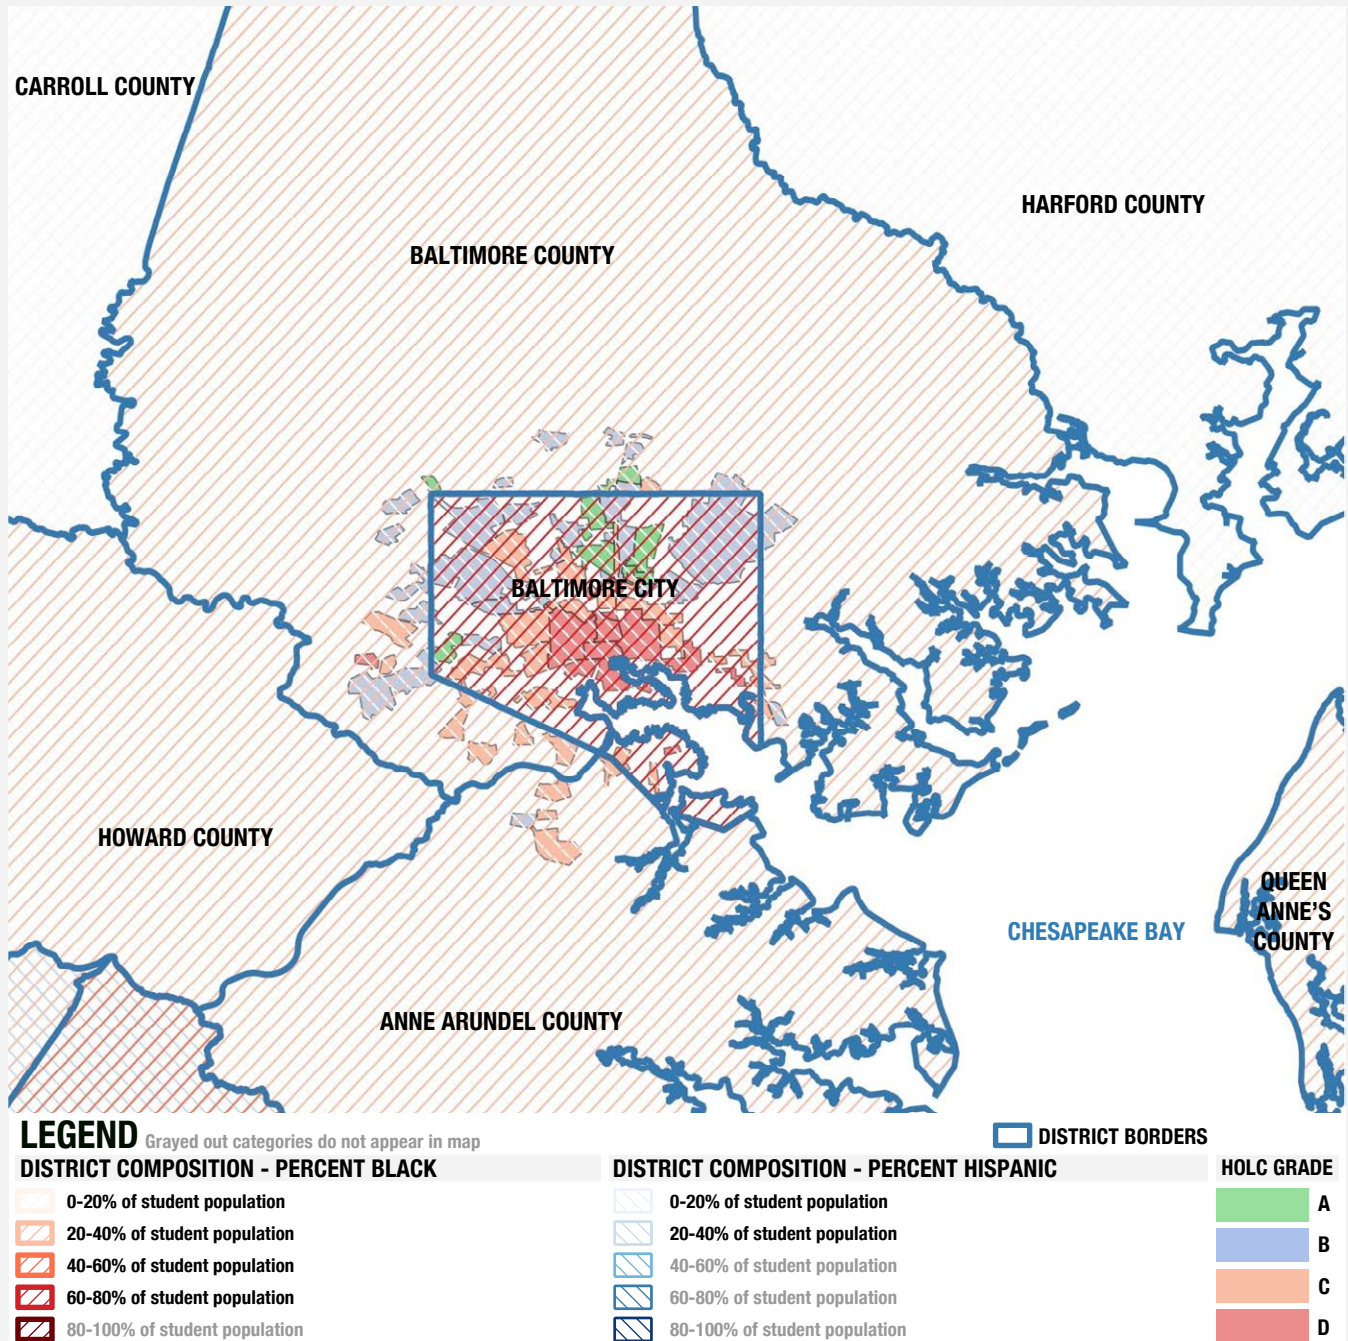 CARROLL COUNTY
HARFORD COUNTY
BALTIMORE COUNTY
BALTIMORE CITY
HOWARD COUNTY
QUEEN
ANNE'S
COUNTY
CHESAPEAKE BAY
ANNE ARUNDEL COUNTY
LEGEND Grayed out categories do not appear in map
DISTRICT BORDERS
DISTRICT COMPOSITION - PERCENT BLACK
0-20% of student population
20-40% of student population
40-60% of student population
60-80% of student population
80-100% of student population
DISTRICT COMPOSITION - PERCENT HISPANIC
0-20% of student population
20-40% of student population
40-60% of student population
60-80% of student population
80-100% of student population
HOLC GRADE
A
B
C
D